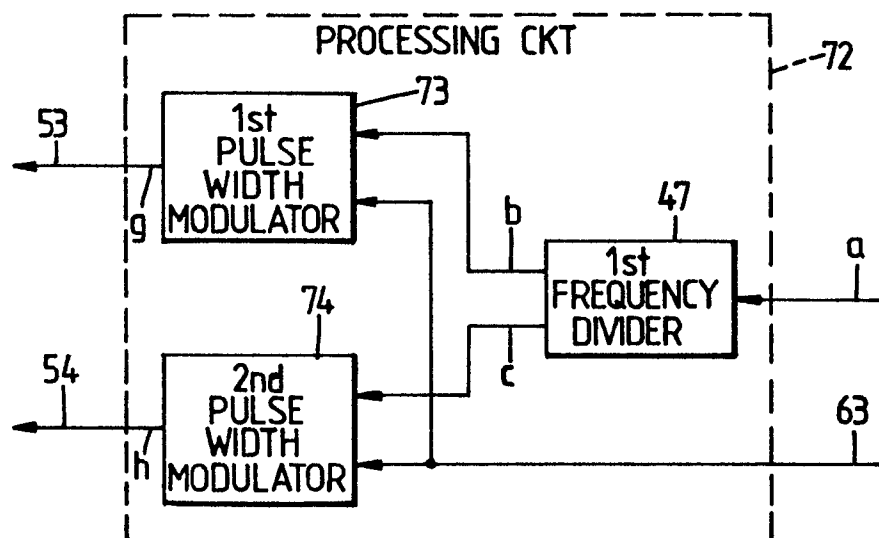 PROCESSING CKT
72
73
53
1st
PULSE
WIDTH
MODULATOR
g
b
47
1st
FREQUENCY
DIVIDER
a
c
74
54
2nd
PULSE
WIDTH
MODULATOR
h
63